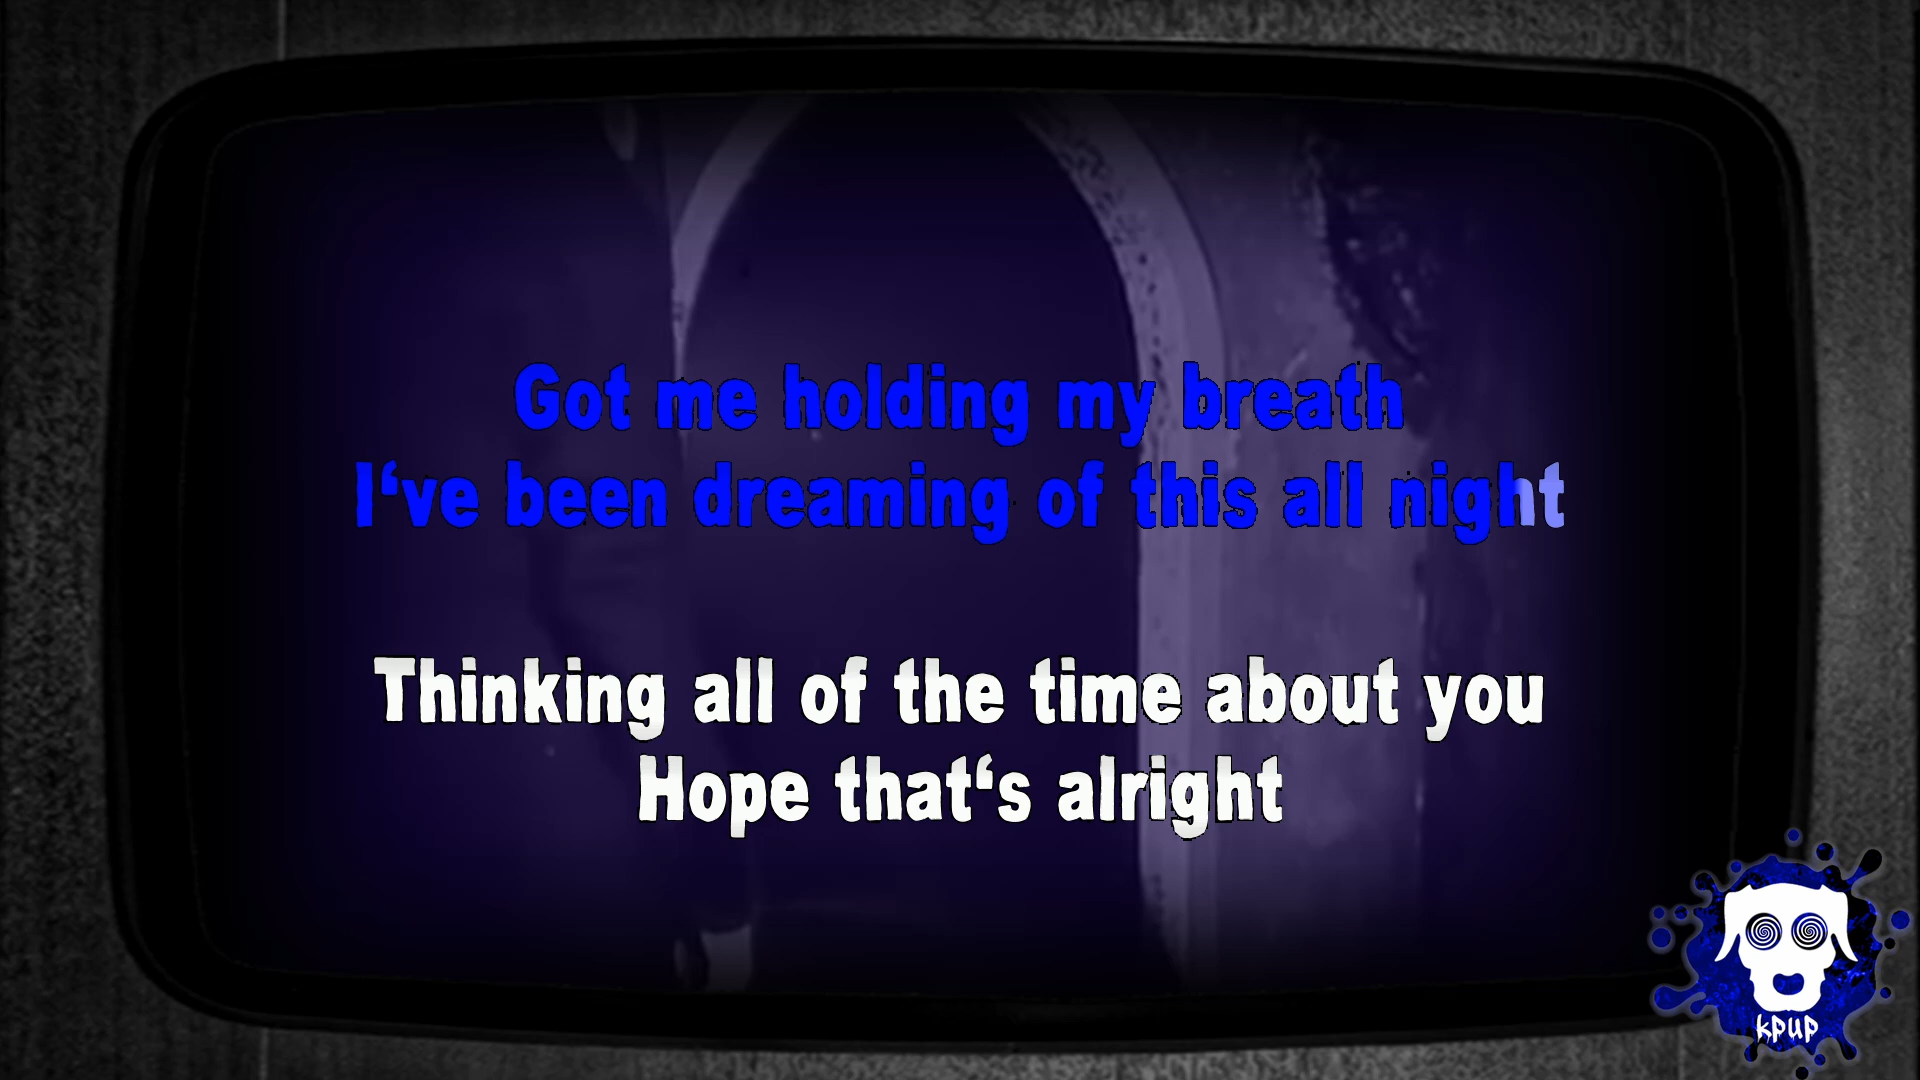 Got me holding my breath
I‘ve been dreaming of this all night
Thinking all of the time about you
Hope that‘s alright
kpup